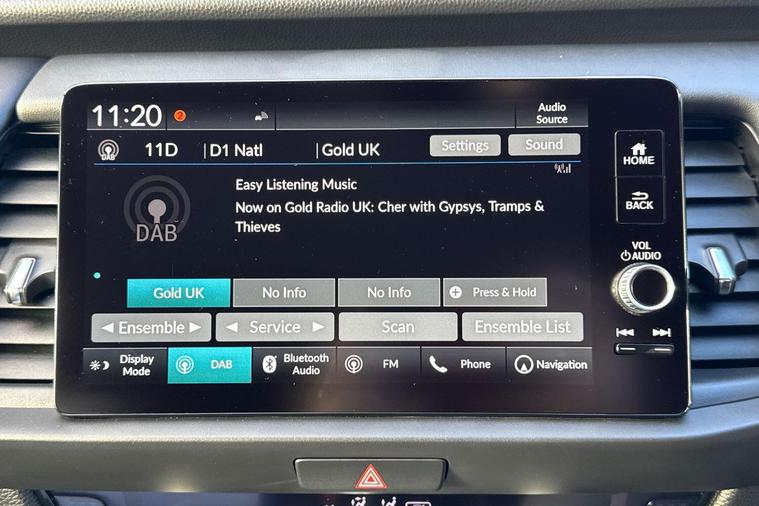 11:20 2 Audio
Source
DAB 11D | D1 Natl | Gold UK Settings Sound
Easy Listening Music
Now on Gold Radio UK: Cher with Gypsys, Tramps &
Thieves
DAB
Gold UK No Info No Info + Press & Hold
◄ Ensemble ► ◄ Service ► Scan Ensemble List
Display
Mode
DAB
Bluetooth
Audio
FM
Phone
Navigation
HOME
BACK
VOL
AUDIO